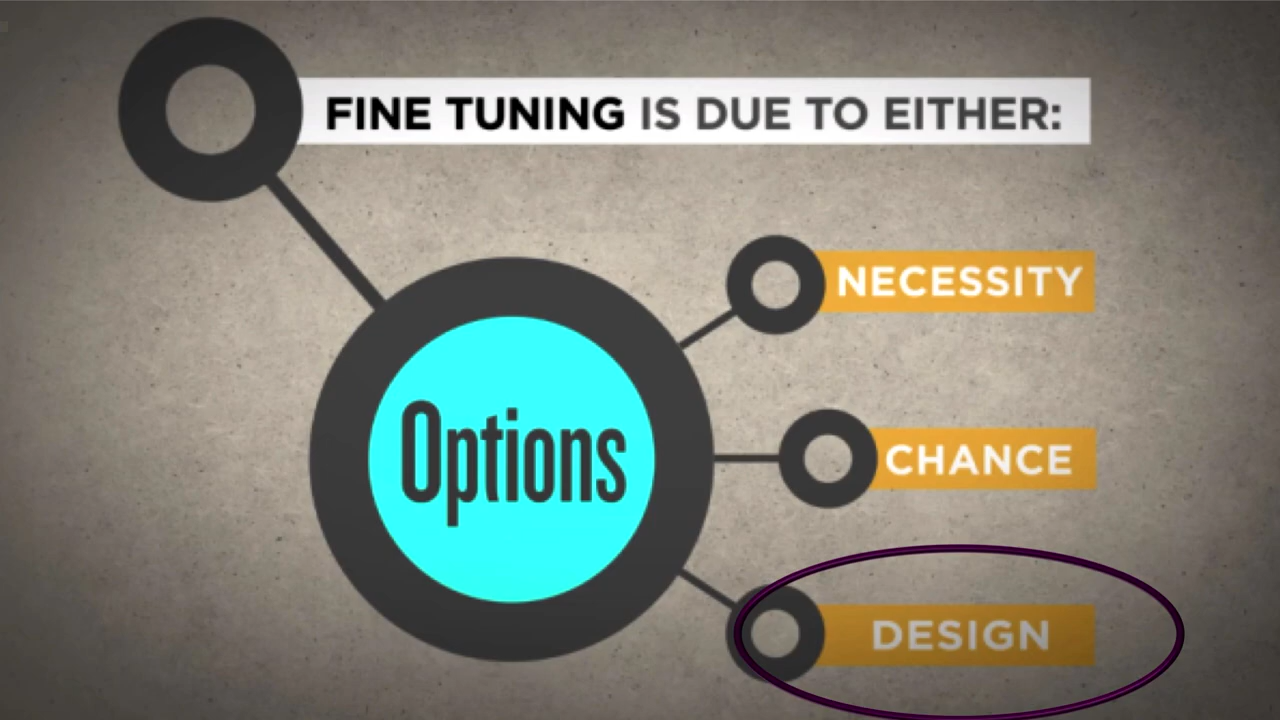 FINE TUNING IS DUE TO EITHER:
NECESSITY
Options
CHANCE
DESIGN